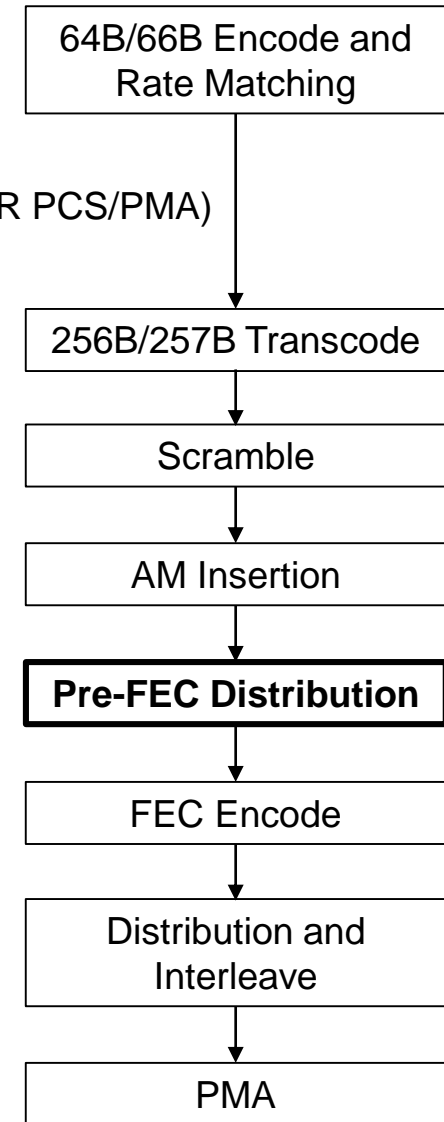 64B/66B Encode and
Rate Matching
R PCS/PMA)
256B/257B Transcode
Scramble
AM Insertion
Pre-FEC Distribution
FEC Encode
Distribution and
Interleave
PMA